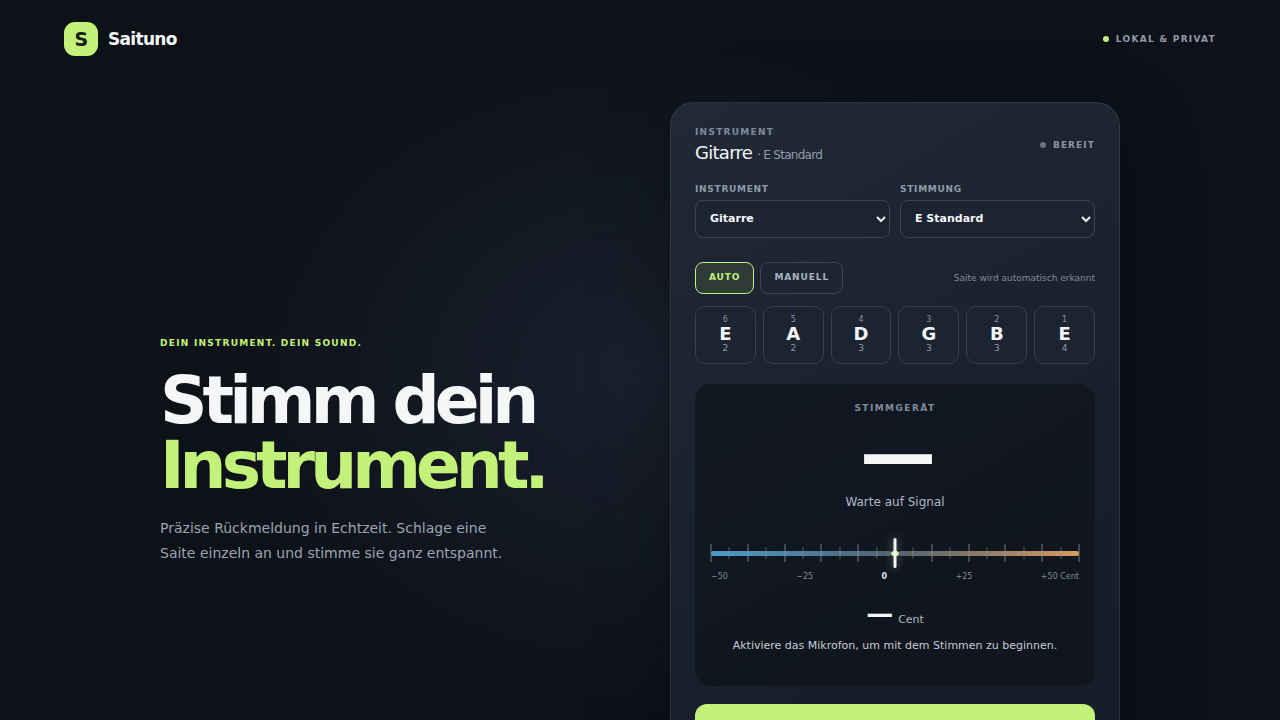 S Saituno
LOKAL & PRIVAT
DEIN INSTRUMENT. DEIN SOUND.
Stimm dein
Instrument.
Präzise Rückmeldung in Echtzeit. Schlage eine
Saite einzeln an und stimme sie ganz entspannt.
INSTRUMENT
Gitarre · E Standard
BEREIT
INSTRUMENT STIMMUNG
Gitarre E Standard
AUTO MANUELL Saite wird automatisch erkannt
6 5 4 3 2 1
E A D G B E
2 2 3 3 3 4
STIMMGERÄT
—
Warte auf Signal
−50 −25 0 +25 +50 Cent
— Cent
Aktiviere das Mikrofon, um mit dem Stimmen zu beginnen.